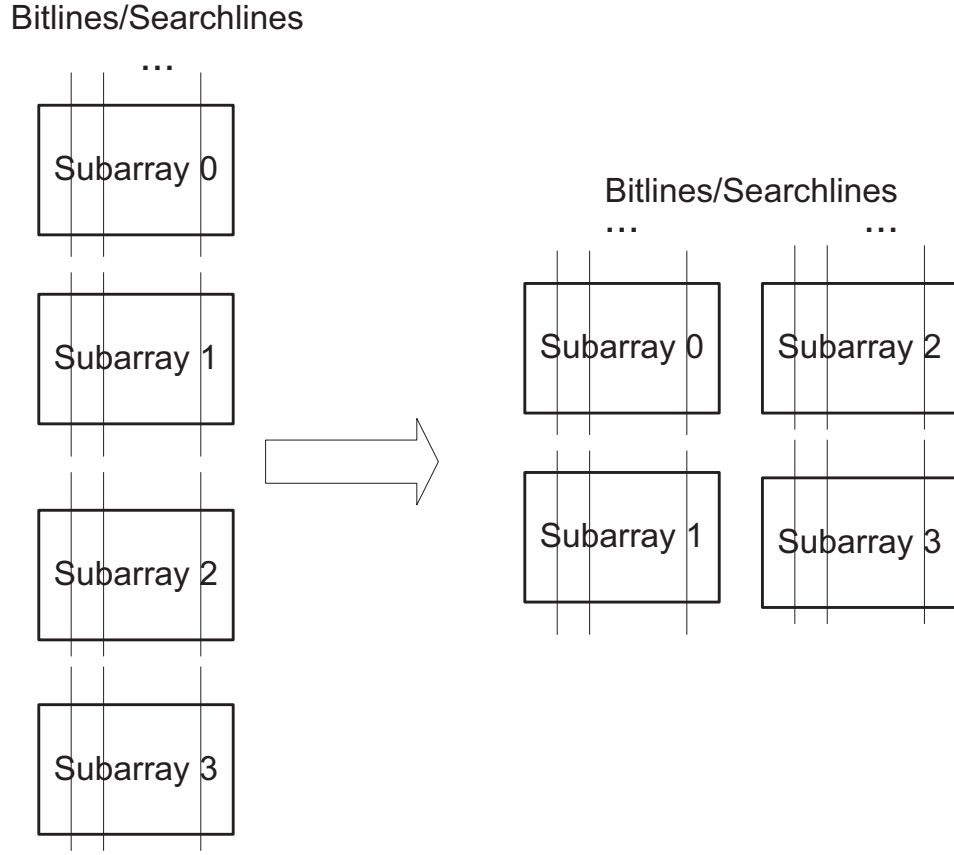 Bitlines/Searchlines
...
Subarray 0
Subarray 1
Subarray 2
Subarray 3
Bitlines/Searchlines
... ...
Subarray 0 Subarray 2
Subarray 1 Subarray 3